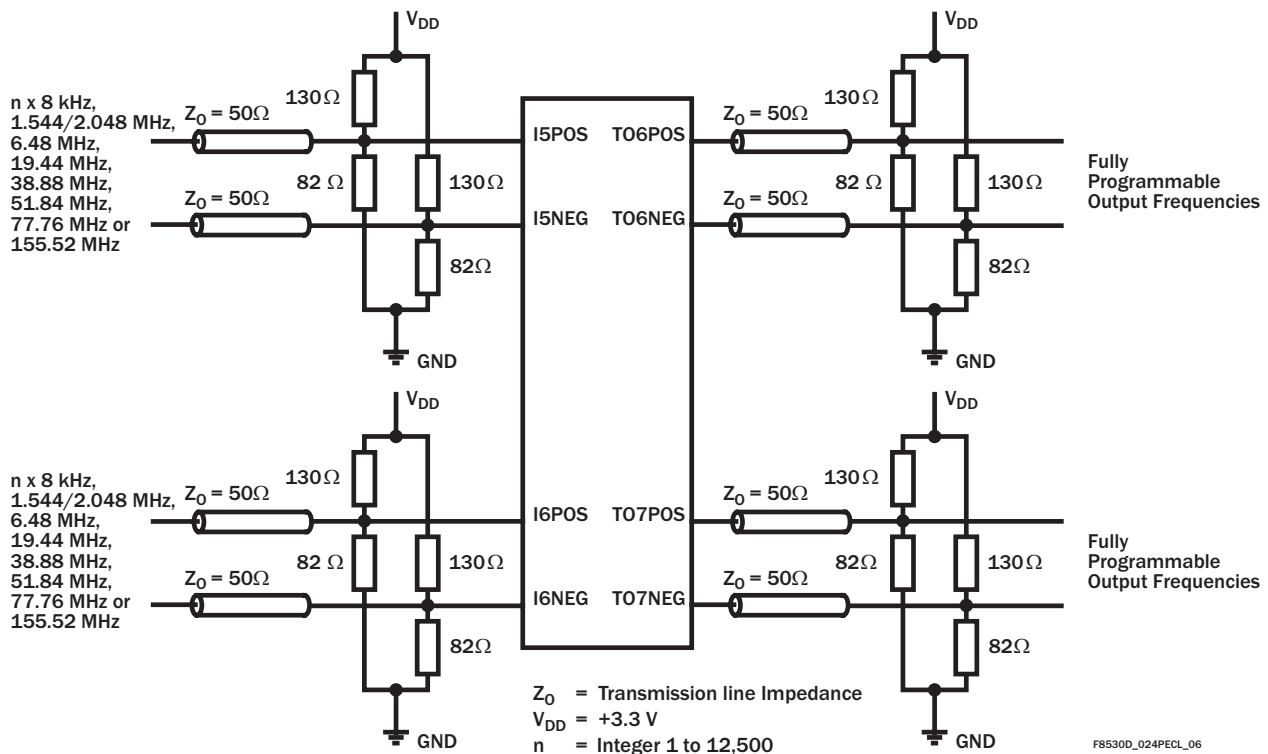 VDD
VDD
130Ω
130Ω
n x 8 kHz,
1.544/2.048 MHz,
6.48 MHz,
19.44 MHz,
38.88 MHz,
51.84 MHz,
77.76 MHz or
155.52 MHz
ZO = 50Ω
I5POS
TO6POS
ZO = 50Ω
82 Ω
130Ω
82 Ω
130Ω
Fully
Programmable
Output Frequencies
ZO = 50Ω
I5NEG
TO6NEG
ZO = 50Ω
82Ω
82Ω
GND
GND
VDD
VDD
130Ω
130Ω
n x 8 kHz,
1.544/2.048 MHz,
6.48 MHz,
19.44 MHz,
38.88 MHz,
51.84 MHz,
77.76 MHz or
155.52 MHz
ZO = 50Ω
I6POS
TO7POS
ZO = 50Ω
82 Ω
130Ω
82Ω
130Ω
Fully
Programmable
Output Frequencies
ZO = 50Ω
I6NEG
TO7NEG
ZO = 50Ω
82Ω
82Ω
GND
GND
ZO = Transmission line Impedance
VDD = +3.3 V
n = Integer 1 to 12,500
F8530D_024PECL_06